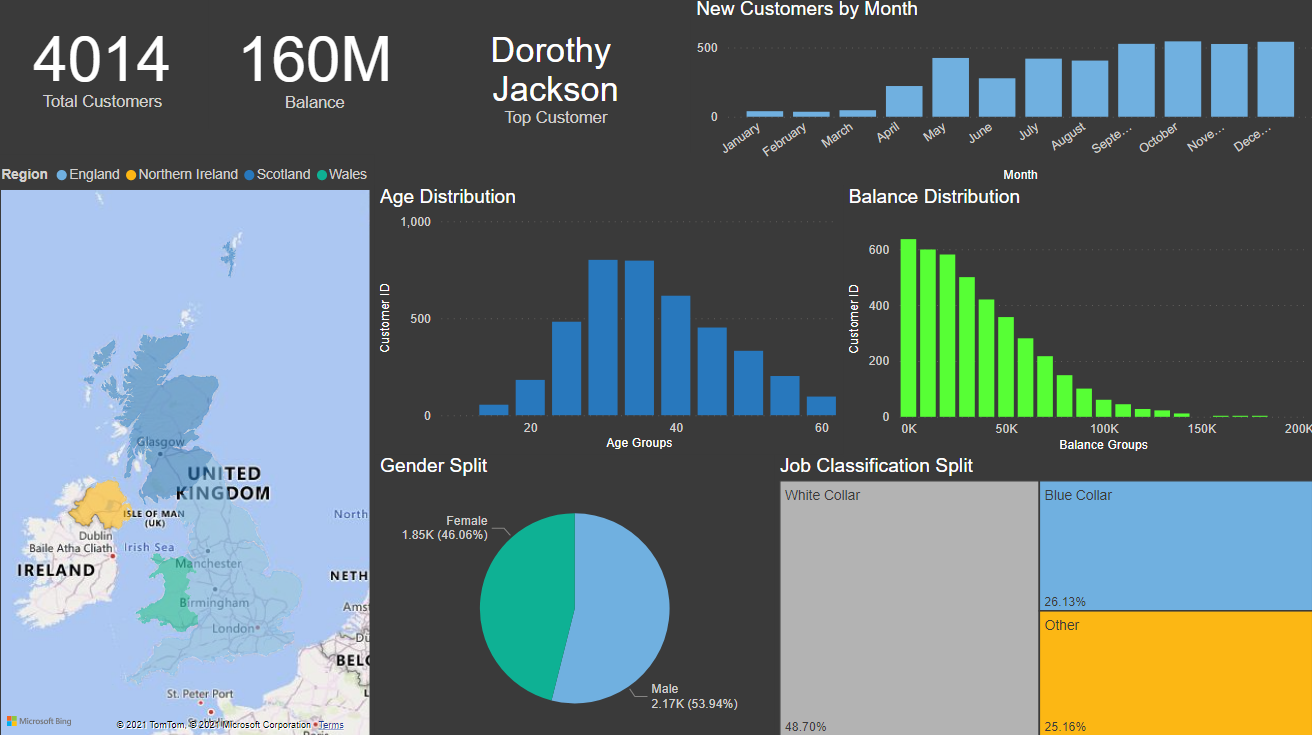 4014
Total Customers
160M
Balance
Dorothy
Jackson
Top Customer
New Customers by Month
500
0
January
February
March
April
May
June
July
August
Septe...
October
Nove...
Dece...
Month
Region England Northern Ireland Scotland Wales
Glasgow
UNITED
KINGDOM
ISLE OF MAN
(UK)
North
Dublin
Baile Atha Cliath
Irish Sea
IRELAND
Manchester
NETH
Birmingham
Amst
London
Du
BELG
St. Peter Port
L
Microsoft Bing
© 2021 TomTom, © 2021 Microsoft Corporation Terms
Age Distribution
1,000
500
0
Customer ID
20
40
60
Age Groups
Balance Distribution
600
400
200
0
Customer ID
0K
50K
100K
150K
200K
Balance Groups
Gender Split
Female
1.85K (46.06%)
Male
2.17K (53.94%)
Job Classification Split
White Collar
48.70%
Blue Collar
26.13%
Other
25.16%